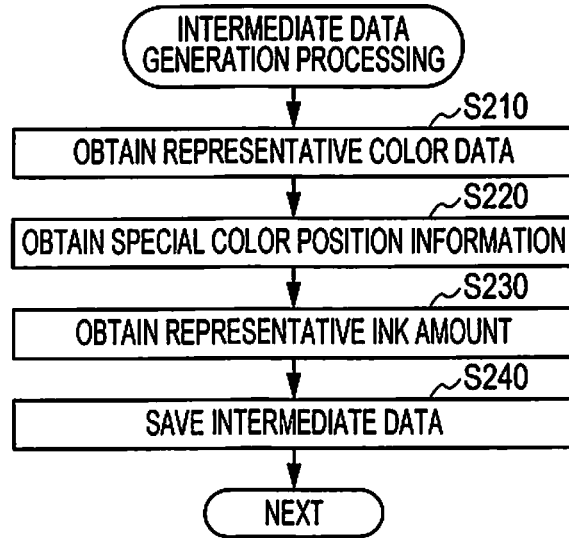 INTERMEDIATE DATA
GENERATION PROCESSING
S210
OBTAIN REPRESENTATIVE COLOR DATA
S220
OBTAIN SPECIAL COLOR POSITION INFORMATION
S230
OBTAIN REPRESENTATIVE INK AMOUNT
S240
SAVE INTERMEDIATE DATA
NEXT